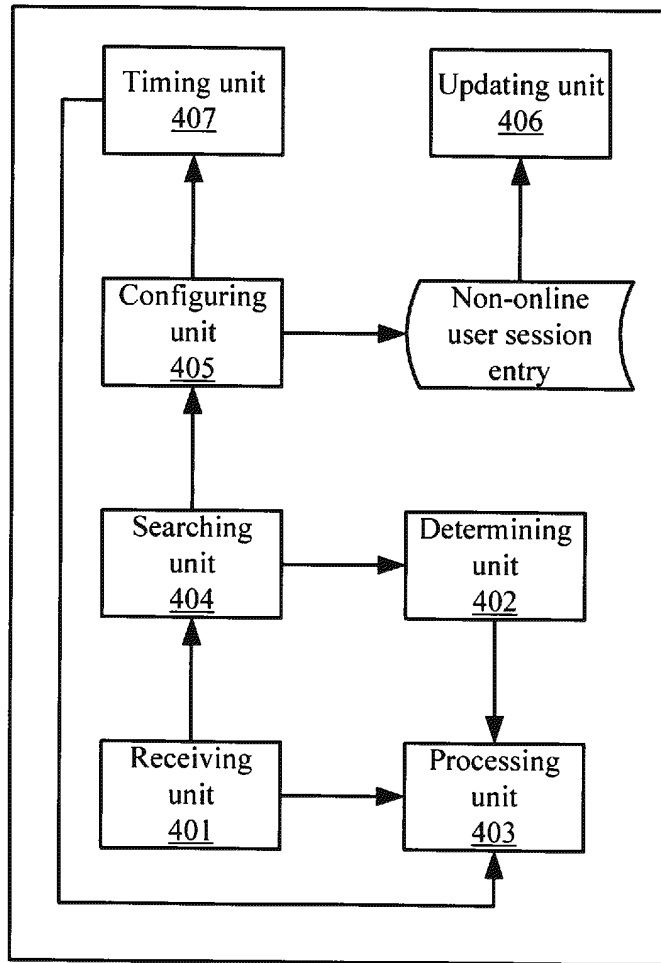 Timing unit
407
Updating unit
406
Configuring
unit
405
Non-online
user session
entry
Searching
unit
404
Determining
unit
402
Receiving
unit
401
Processing
unit
403